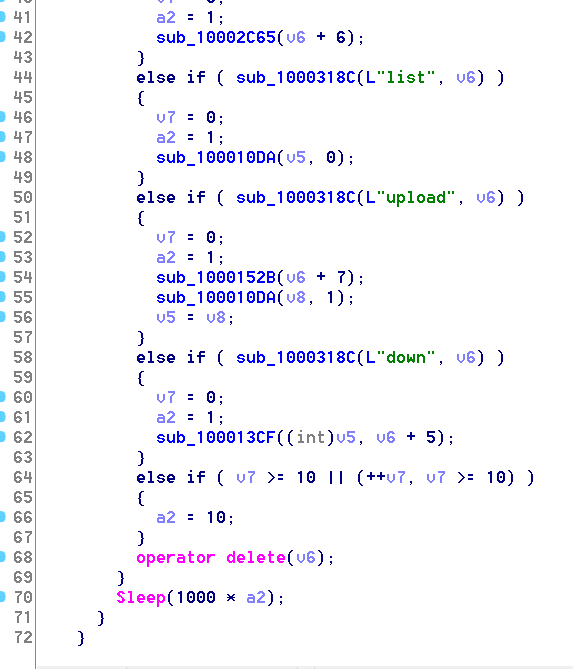 41 a2 = 1;
42 sub_10002C65(v6 + 6);
43 }
44 else if ( sub_1000318C(L"list", v6) )
45 {
46 v7 = 0;
47 a2 = 1;
48 sub_100010DA(v5, 0);
49 }
50 else if ( sub_1000318C(L"upload", v6) )
51 {
52 v7 = 0;
53 a2 = 1;
54 sub_1000152B(v6 + 7);
55 sub_100010DA(v8, 1);
56 v5 = v8;
57 }
58 else if ( sub_1000318C(L"down", v6) )
59 {
60 v7 = 0;
61 a2 = 1;
62 sub_100013CF((int)v5, v6 + 5);
63 }
64 else if ( v7 >= 10 || (++v7, v7 >= 10) )
65 {
66 a2 = 10;
67 }
68 operator delete(v6);
69 }
70 Sleep(1000 * a2);
71 }
72 }